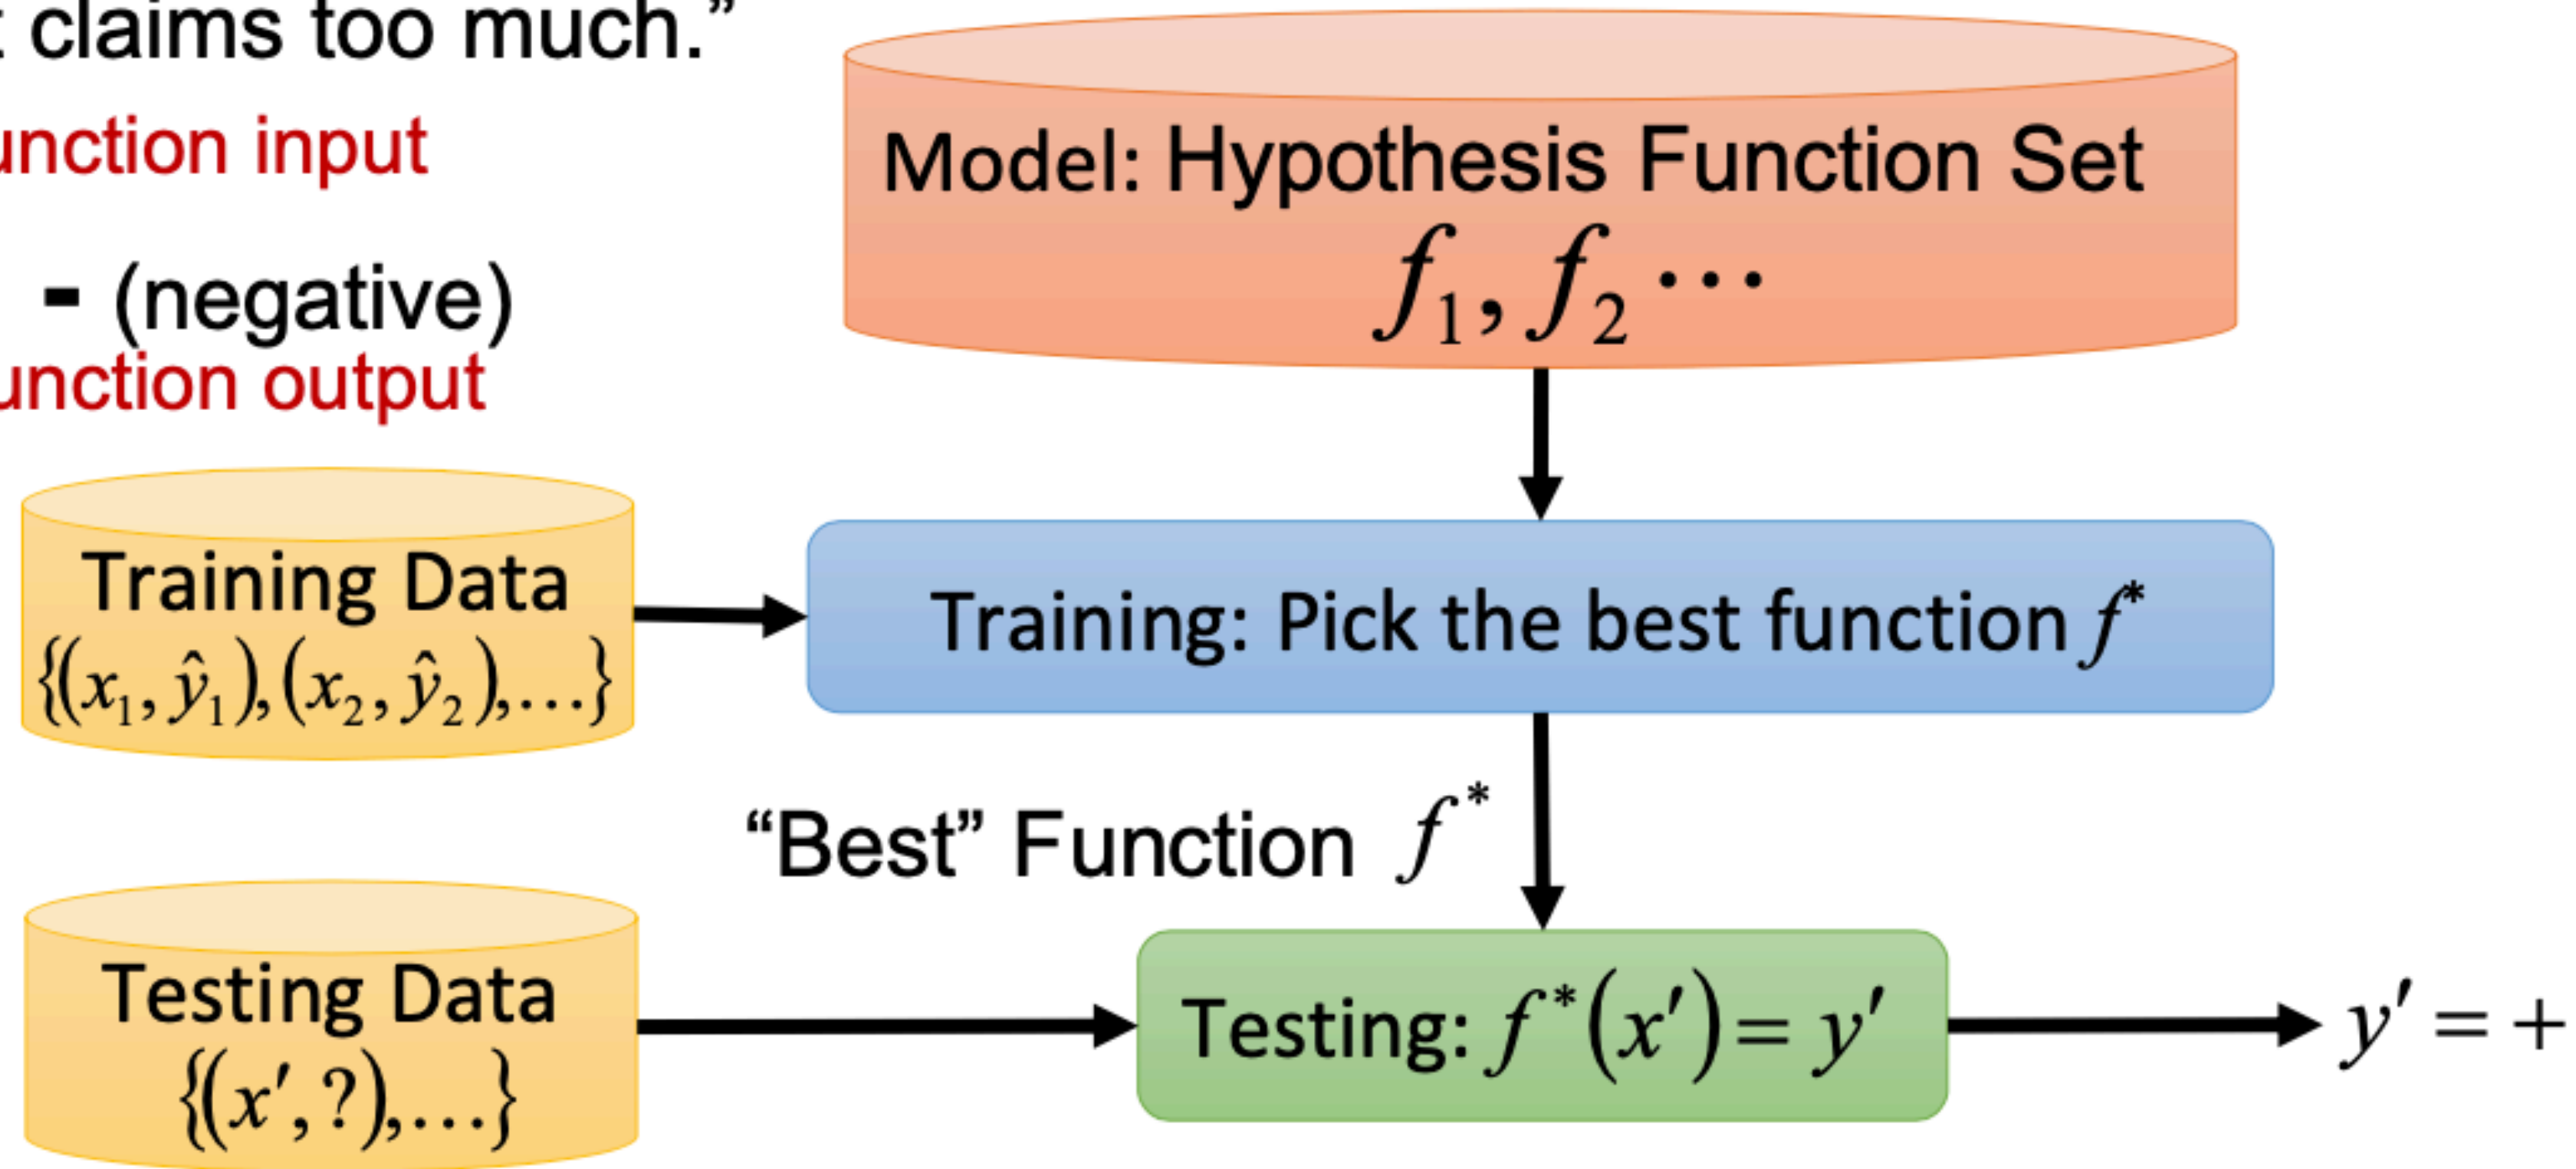 claims too much.”
unction input
- (negative)
unction output
Model: Hypothesis Function Set
f₁, f₂ ⋯
Training Data
{(x₁, ŷ₁), (x₂, ŷ₂),…}
Training: Pick the best function f*
“Best” Function f*
Testing Data
{(x′, ?),…}
Testing: f*(x′) = y′
y′ = +